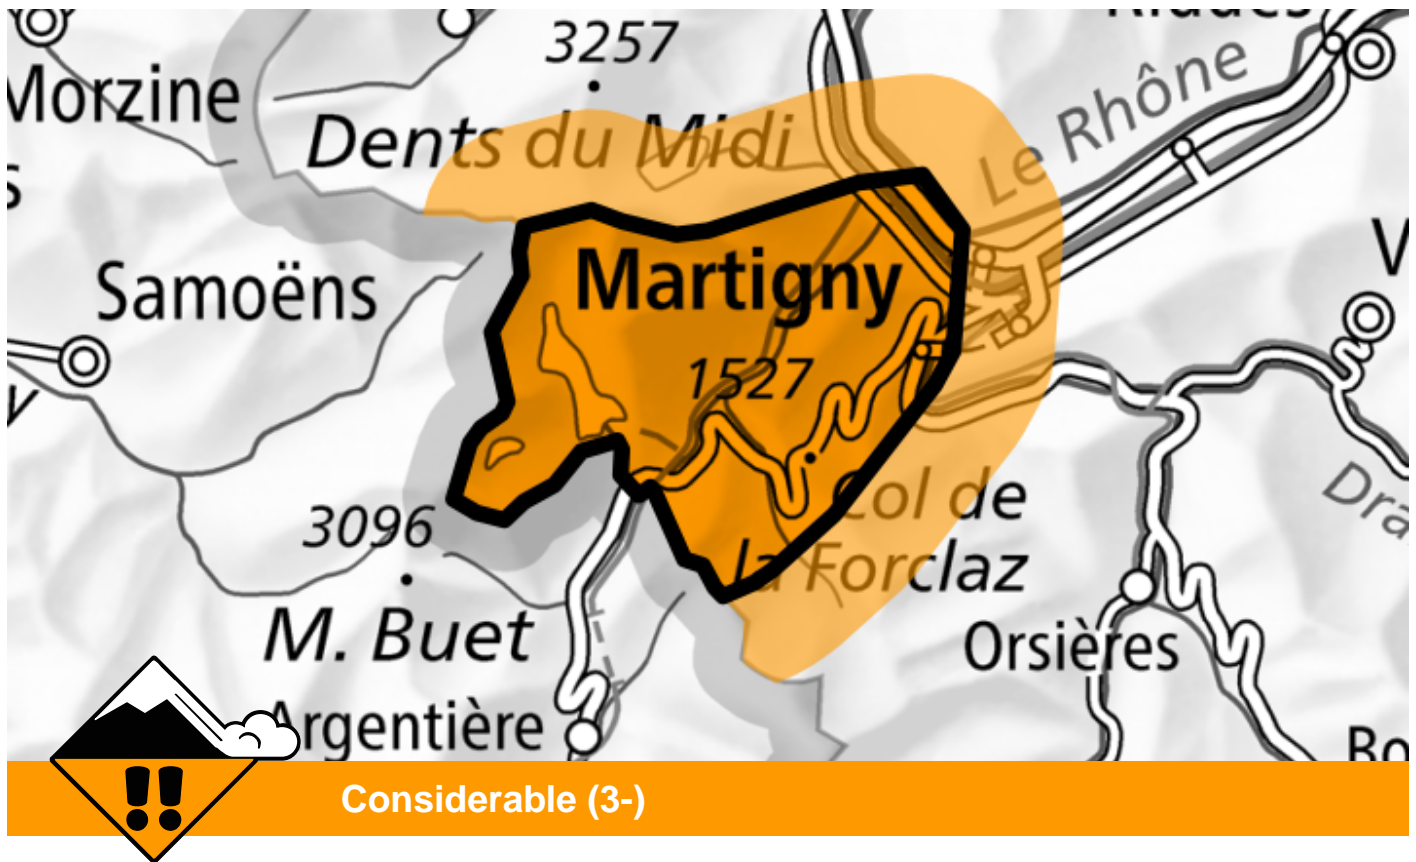 3257
Morzine
Dents du Midi
Le Rhône
Martigny
Samoëns
1527
Col de
la Forclaz
3096
M. Buet
Orsières
Argentière
Considerable (3-)